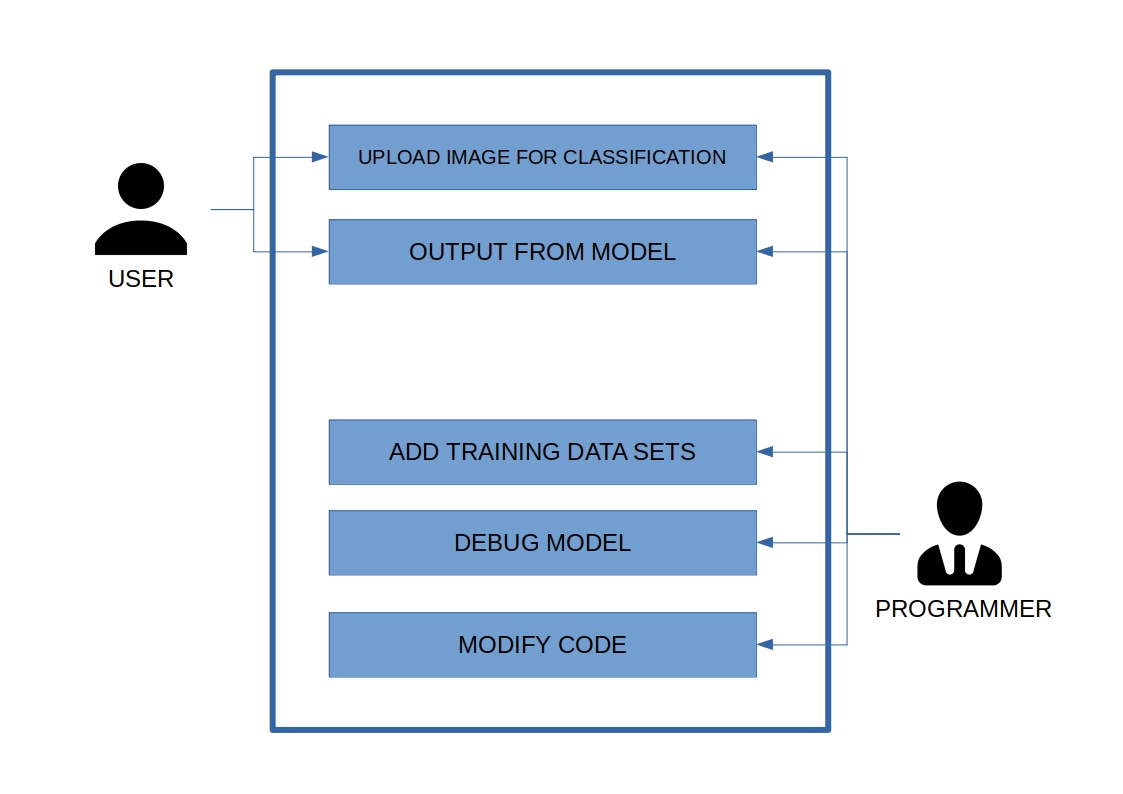 UPLOAD IMAGE FOR CLASSIFICATION
OUTPUT FROM MODEL
USER
ADD TRAINING DATA SETS
DEBUG MODEL
PROGRAMMER
MODIFY CODE